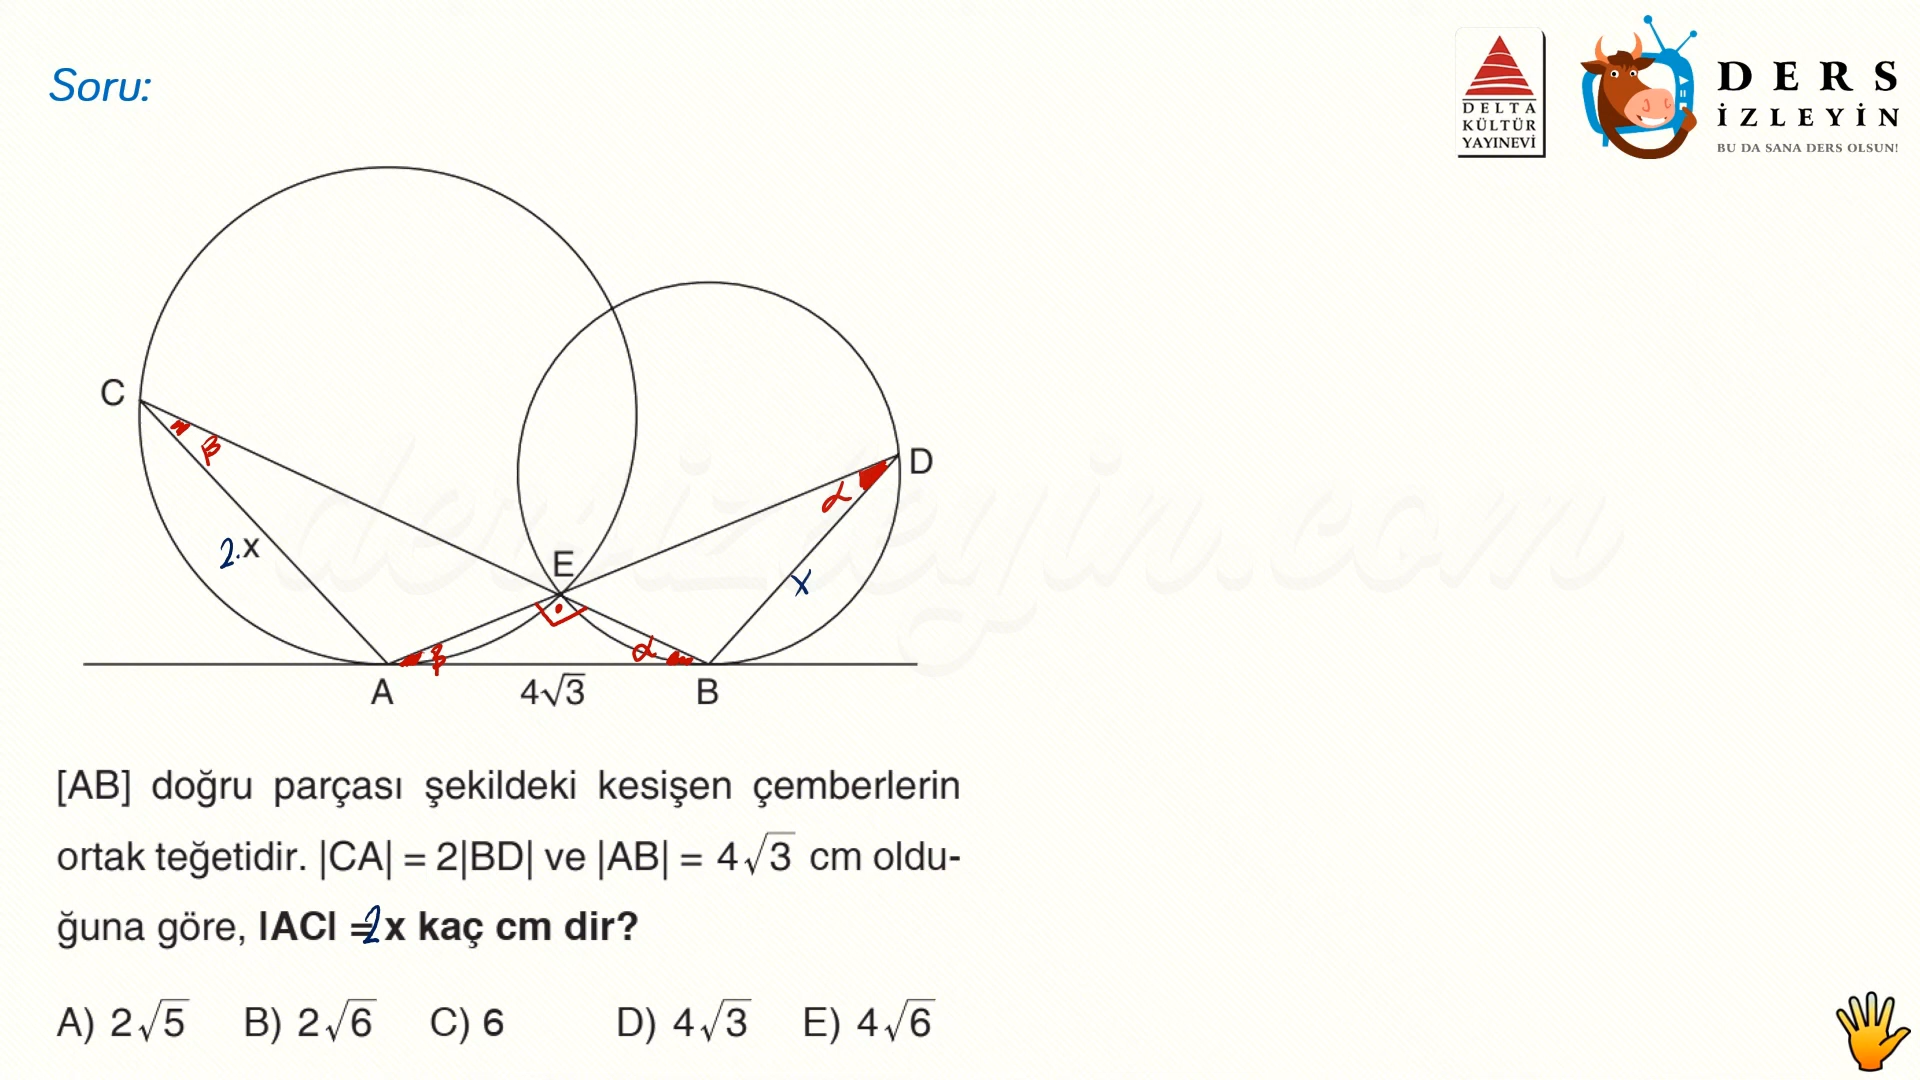 Soru:
DELTA
KÜLTÜR
YAYINEVİ
DERS
İZLEYİN
BU DA SANA DERS OLSUN!
C
β
D
α
2.x
E
x
β
α
A
4√3
B
dersizleyin.com
[AB] doğru parçası şekildeki kesişen çemberlerin
ortak teğetidir. |CA| = 2|BD| ve |AB| = 4√3 cm oldu-
ğuna göre, |AC| = 2x kaç cm dir?
A) 2√5 B) 2√6 C) 6 D) 4√3 E) 4√6